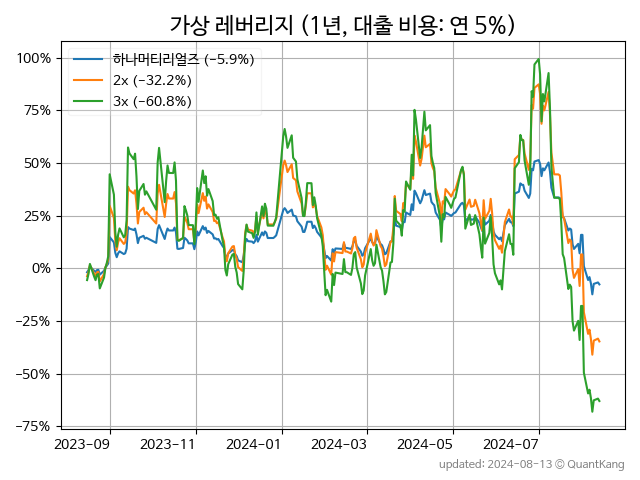 가상 레버리지 (1년, 대출 비용: 연 5%)
하나머티리얼즈 (−5.9%)
2x (−32.2%)
3x (−60.8%)
100%
75%
50%
25%
0%
−25%
−50%
−75%
2023-09 2023-11 2024-01 2024-03 2024-05 2024-07
updated: 2024-08-13 © QuantKang